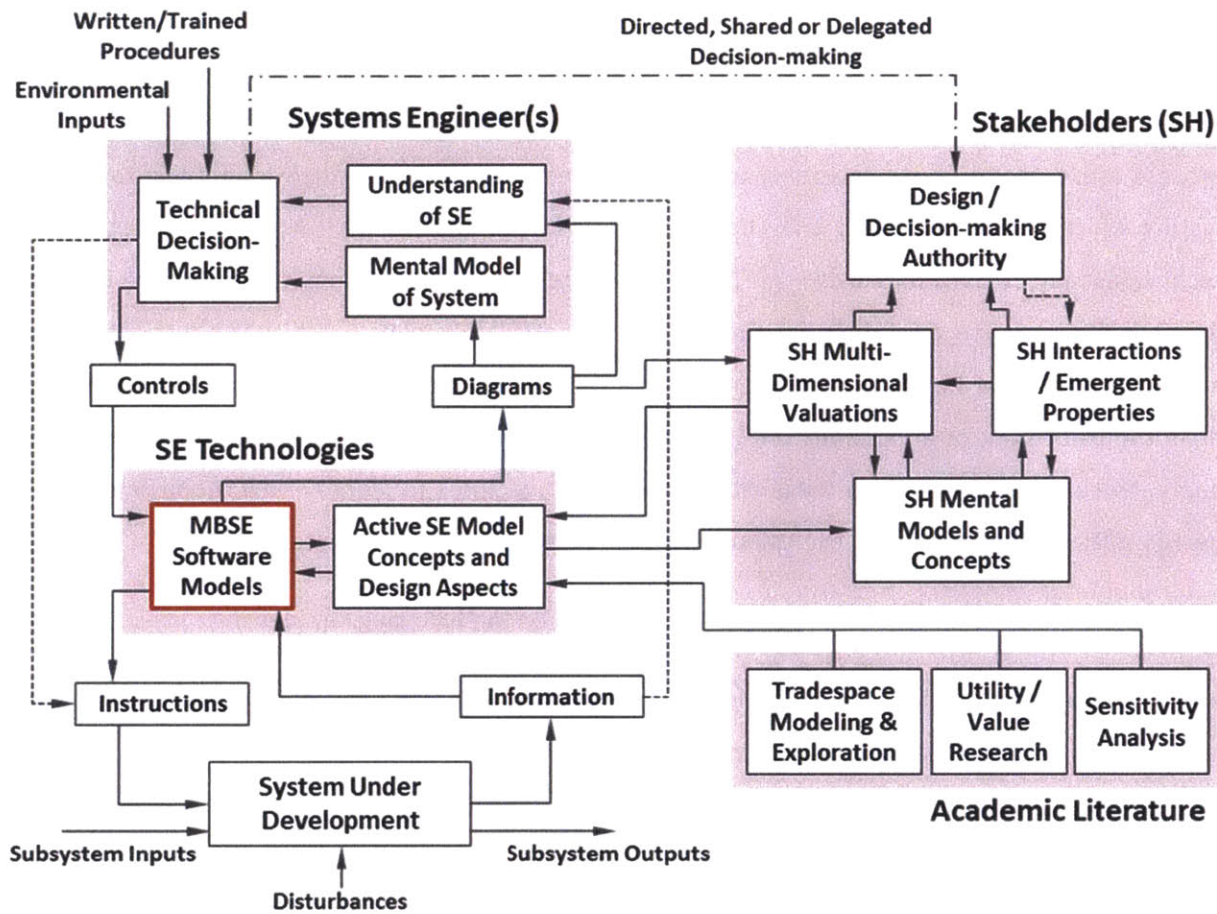 Written/Trained
Procedures
Directed, Shared or Delegated
Decision-making
Environmental
Inputs
Systems Engineer(s)
Stakeholders (SH)
Technical
Decision-
Making
Understanding
of SE
Mental Model
of System
Design /
Decision-making
Authority
Controls
Diagrams
SH Multi-
Dimensional
Valuations
SH Interactions
/ Emergent
Properties
SE Technologies
MBSE
Software
Models
Active SE Model
Concepts and
Design Aspects
SH Mental
Models and
Concepts
Instructions
Information
Tradespace
Modeling &
Exploration
Utility /
Value
Research
Sensitivity
Analysis
System Under
Development
Academic Literature
Subsystem Inputs
Subsystem Outputs
Disturbances